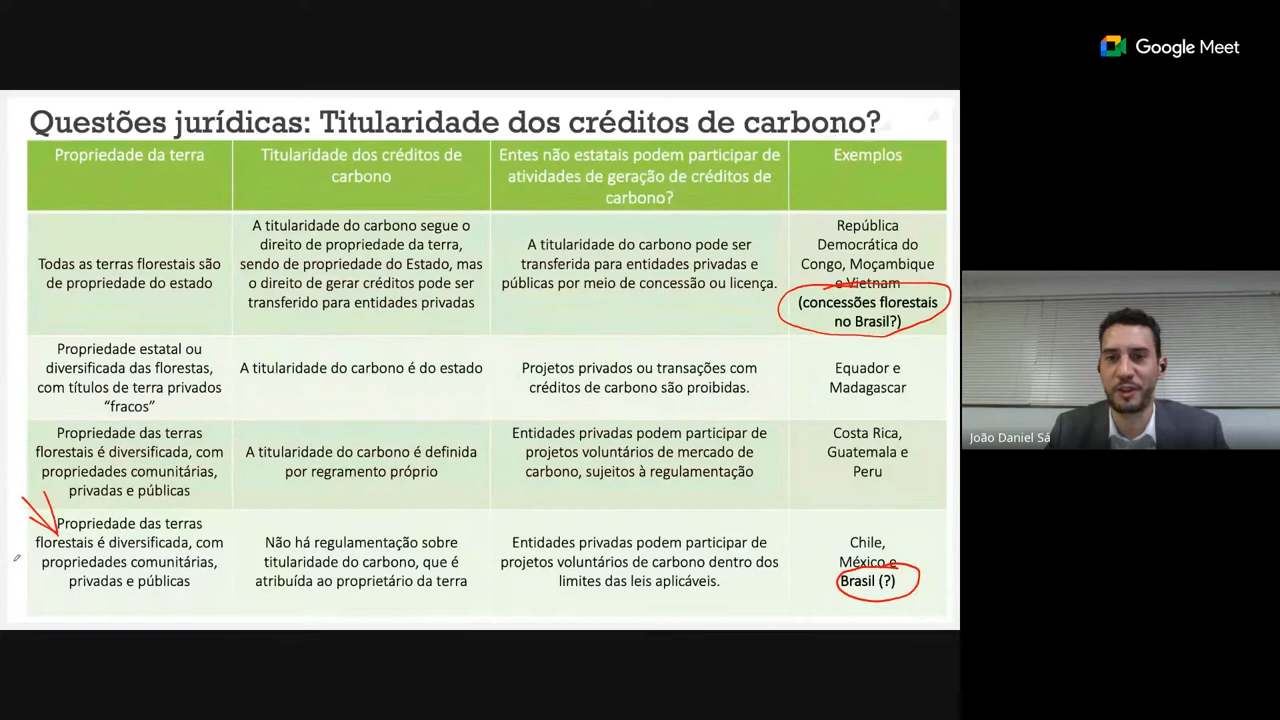 Google Meet
Questões jurídicas: Titularidade dos créditos de carbono?
Propriedade da terra
Titularidade dos créditos de
carbono
Entes não estatais podem participar de
atividades de geração de créditos de
carbono?
Exemplos
Todas as terras florestais são
de propriedade do estado
A titularidade do carbono segue o
direito de propriedade da terra,
sendo de propriedade do Estado, mas
o direito de gerar créditos pode ser
transferido para entidades privadas
A titularidade do carbono pode ser
transferida para entidades privadas e
públicas por meio de concessão ou licença.
República
Democrática do
Congo, Moçambique
e Vietnam
(concessões florestais
no Brasil?)
Propriedade estatal ou
diversificada das florestas,
com títulos de terra privados
“fracos”
A titularidade do carbono é do estado
Projetos privados ou transações com
créditos de carbono são proibidas.
Equador e
Madagascar
Propriedade das terras
florestais é diversificada, com
propriedades comunitárias,
privadas e públicas
A titularidade do carbono é definida
por regramento próprio
Entidades privadas podem participar de
projetos voluntários de mercado de
carbono, sujeitos à regulamentação
Costa Rica,
Guatemala e
Peru
Propriedade das terras
florestais é diversificada, com
propriedades comunitárias,
privadas e públicas
Não há regulamentação sobre
titularidade do carbono, que é
atribuída ao proprietário da terra
Entidades privadas podem participar de
projetos voluntários de carbono dentro dos
limites das leis aplicáveis.
Chile,
México e
Brasil (?)
João Daniel Sá